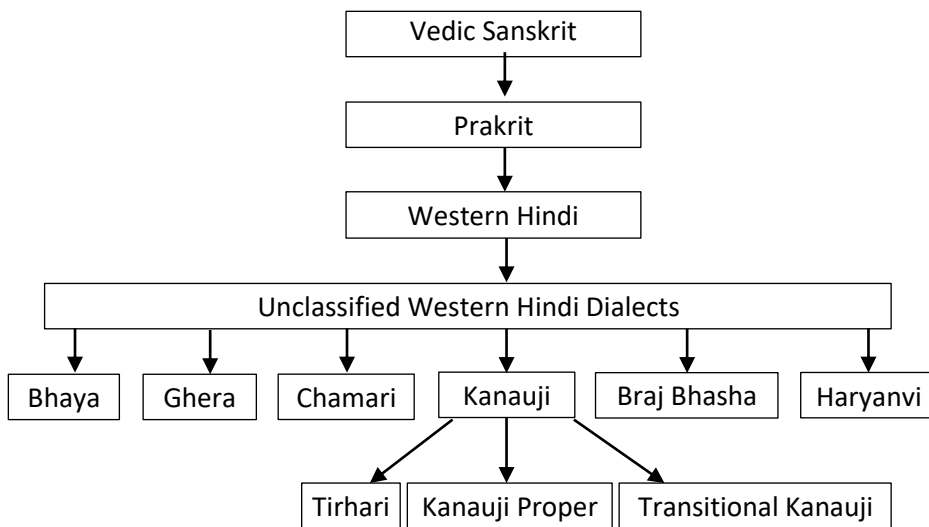 Vedic Sanskrit
Prakrit
Western Hindi
Unclassified Western Hindi Dialects
Bhaya
Ghera
Chamari
Kanauji
Braj Bhasha
Haryanvi
Tirhari
Kanauji Proper
Transitional Kanauji